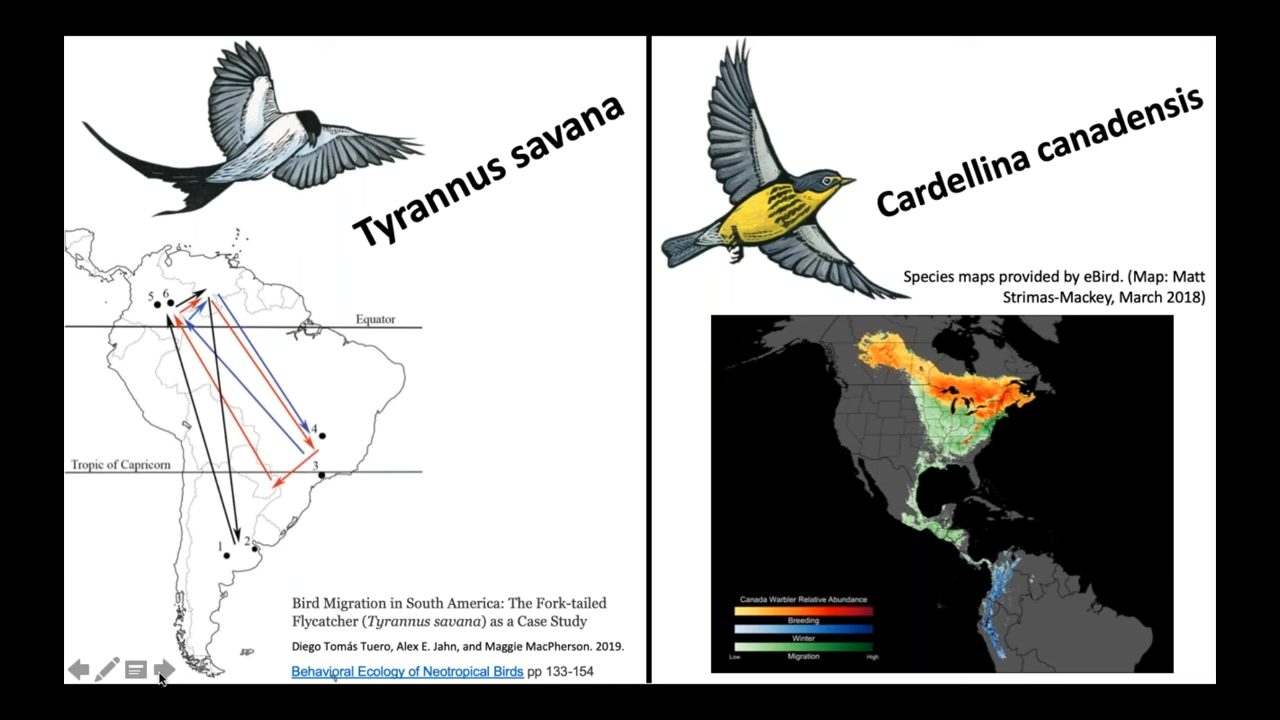 Tyrannus savana
5 6
Equator
4
Tropic of Capricorn
3
1 2
Bird Migration in South America: The Fork-tailed
Flycatcher (Tyrannus savana) as a Case Study
Diego Tomás Tuero, Alex E. Jahn, and Maggie MacPherson. 2019.
Behavioral Ecology of Neotropical Birds pp 133-154
Cardellina canadensis
Species maps provided by eBird. (Map: Matt
Strimas-Mackey, March 2018)
Canada Warbler Relative Abundance
Breeding
Winter
Low Migration High